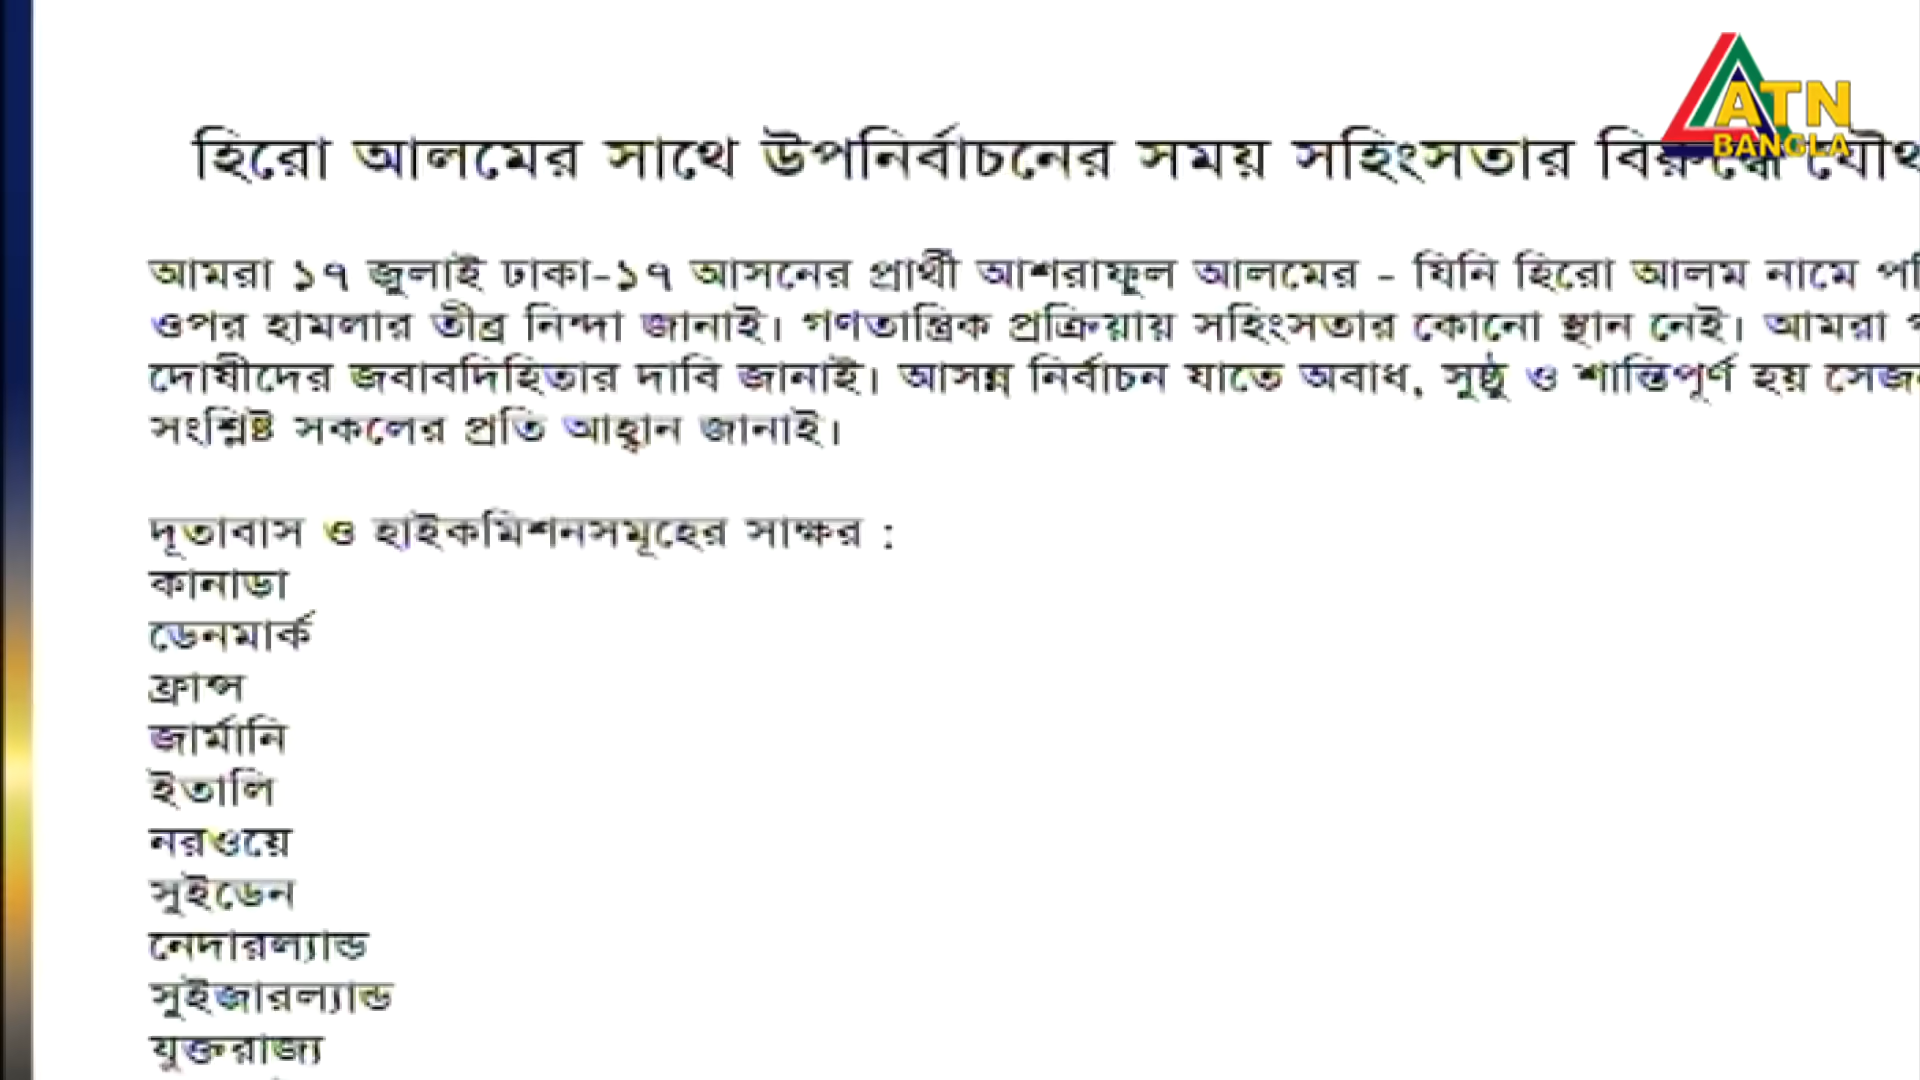 ATN
BANGLA
হিরো আলমের সাথে উপনির্বাচনের সময় সহিংসতার
আমরা ১৭ জুলাই ঢাকা-১৭ আসনের প্রার্থী আশরাফুল আলমের - যিনি হিরো আলম নামে
ওপর হামলার তীব্র নিন্দা জানাই। গণতান্ত্রিক প্রক্রিয়ায় সহিংসতার কোনো স্থান নেই। আমরা
দোষীদের জবাবদিহিতার দাবি জানাই। আসন্ন নির্বাচন যাতে অবাধ, সুষ্ঠু ও শান্তিপূর্ণ হয়
সংশ্লিষ্ট সকলের প্রতি আহ্বান জানাই।
দূতাবাস ও হাইকমিশনসমূহের সাক্ষর :
কানাডা
ডেনমার্ক
ফ্রান্স
জার্মানি
ইতালি
নরওয়ে
সুইডেন
নেদারল্যান্ড
সুইজারল্যান্ড
যুক্তরাজ্য